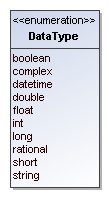 <<enumeration>>
DataType
boolean
complex
datetime
double
float
int
long
rational
short
string